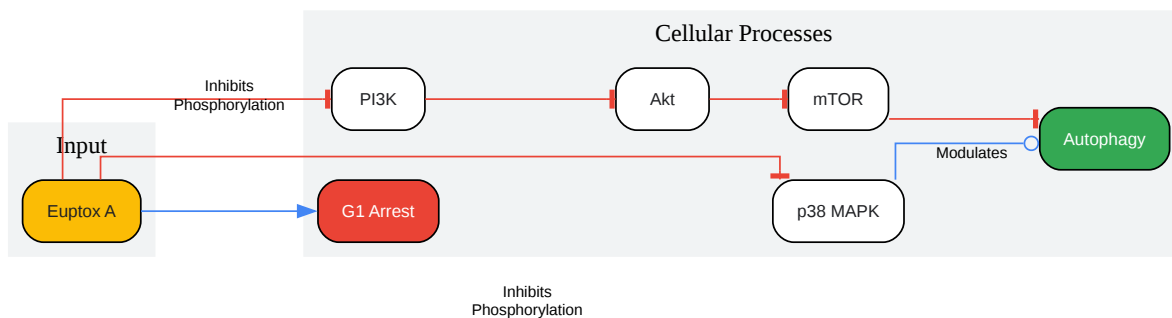 Cellular Processes
Inhibits
Phosphorylation
PI3K
Akt
mTOR
Autophagy
Input
Modulates
Euptox A
G1 Arrest
p38 MAPK
Inhibits
Phosphorylation